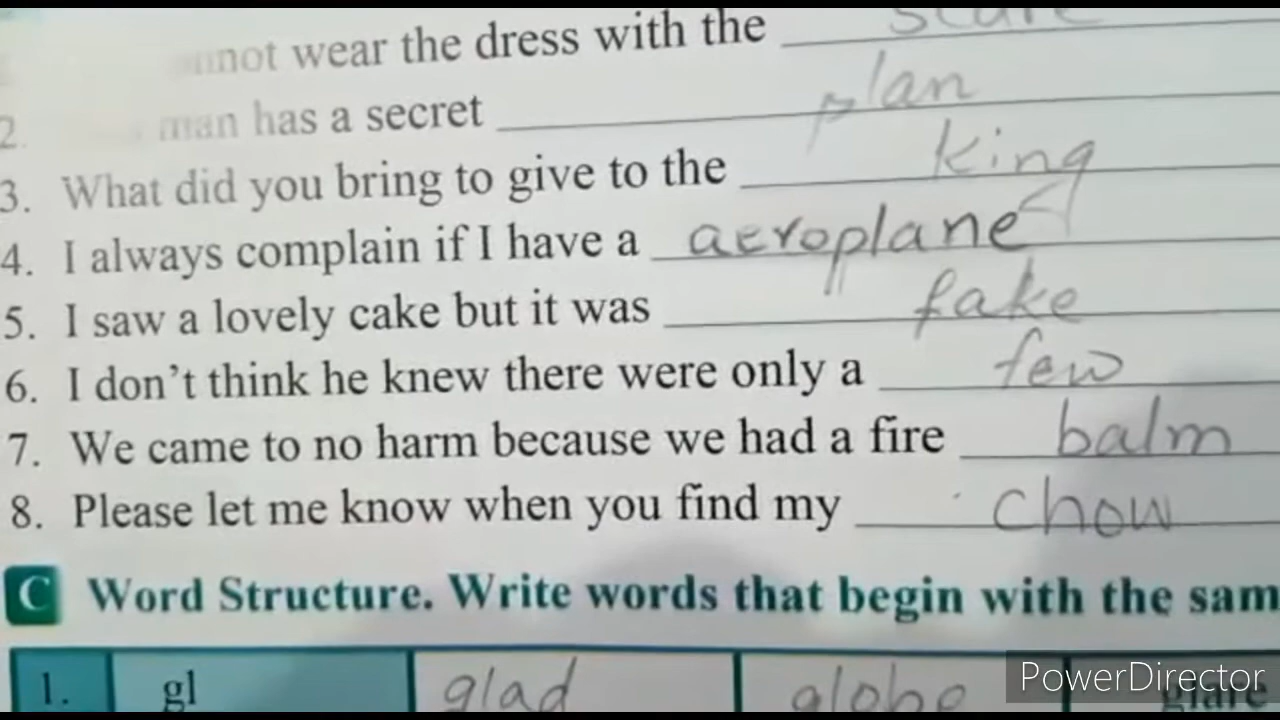 not wear the dress with the
2. man has a secret plan
3. What did you bring to give to the king
4. I always complain if I have a aeroplane
5. I saw a lovely cake but it was fake
6. I don't think he knew there were only a few
7. We came to no harm because we had a fire balm
8. Please let me know when you find my chow
C Word Structure. Write words that begin with the sam
1. gl glad globe glare
PowerDirector